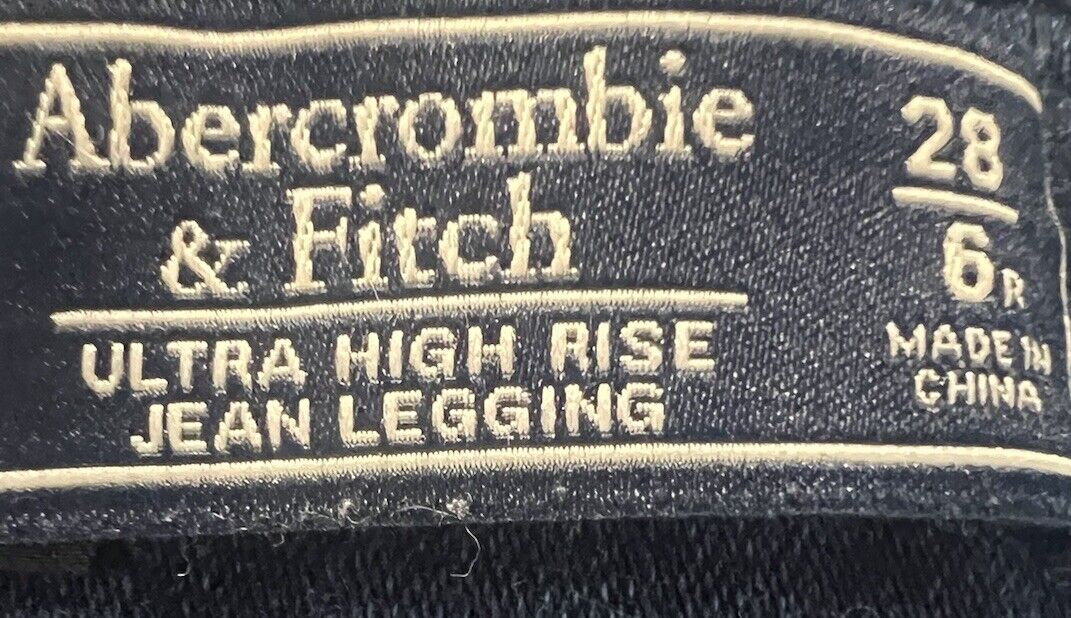 Abercrombie
& Fitch
ULTRA HIGH RISE
JEAN LEGGING
28
6R
MADE IN
CHINA